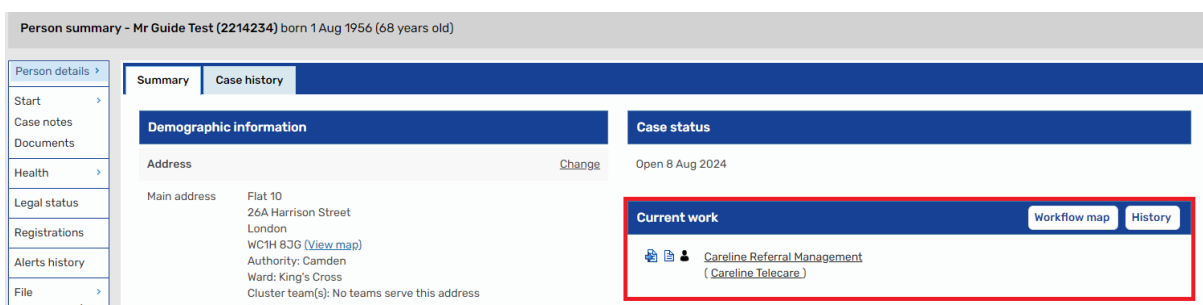 Person summary - Mr Guide Test (2214234) born 1 Aug 1956 (68 years old)
Person details
Start
Case notes
Documents
Health
Legal status
Registrations
Alerts history
File
Summary
Case history
Demographic information
Address
Change
Main address
Flat 10
26A Harrison Street
London
WC1H 8JG (View map)
Authority: Camden
Ward: King's Cross
Cluster team(s): No teams serve this address
Case status
Open 8 Aug 2024
Current work
Workflow map
History
Careline Referral Management
( Careline Telecare )